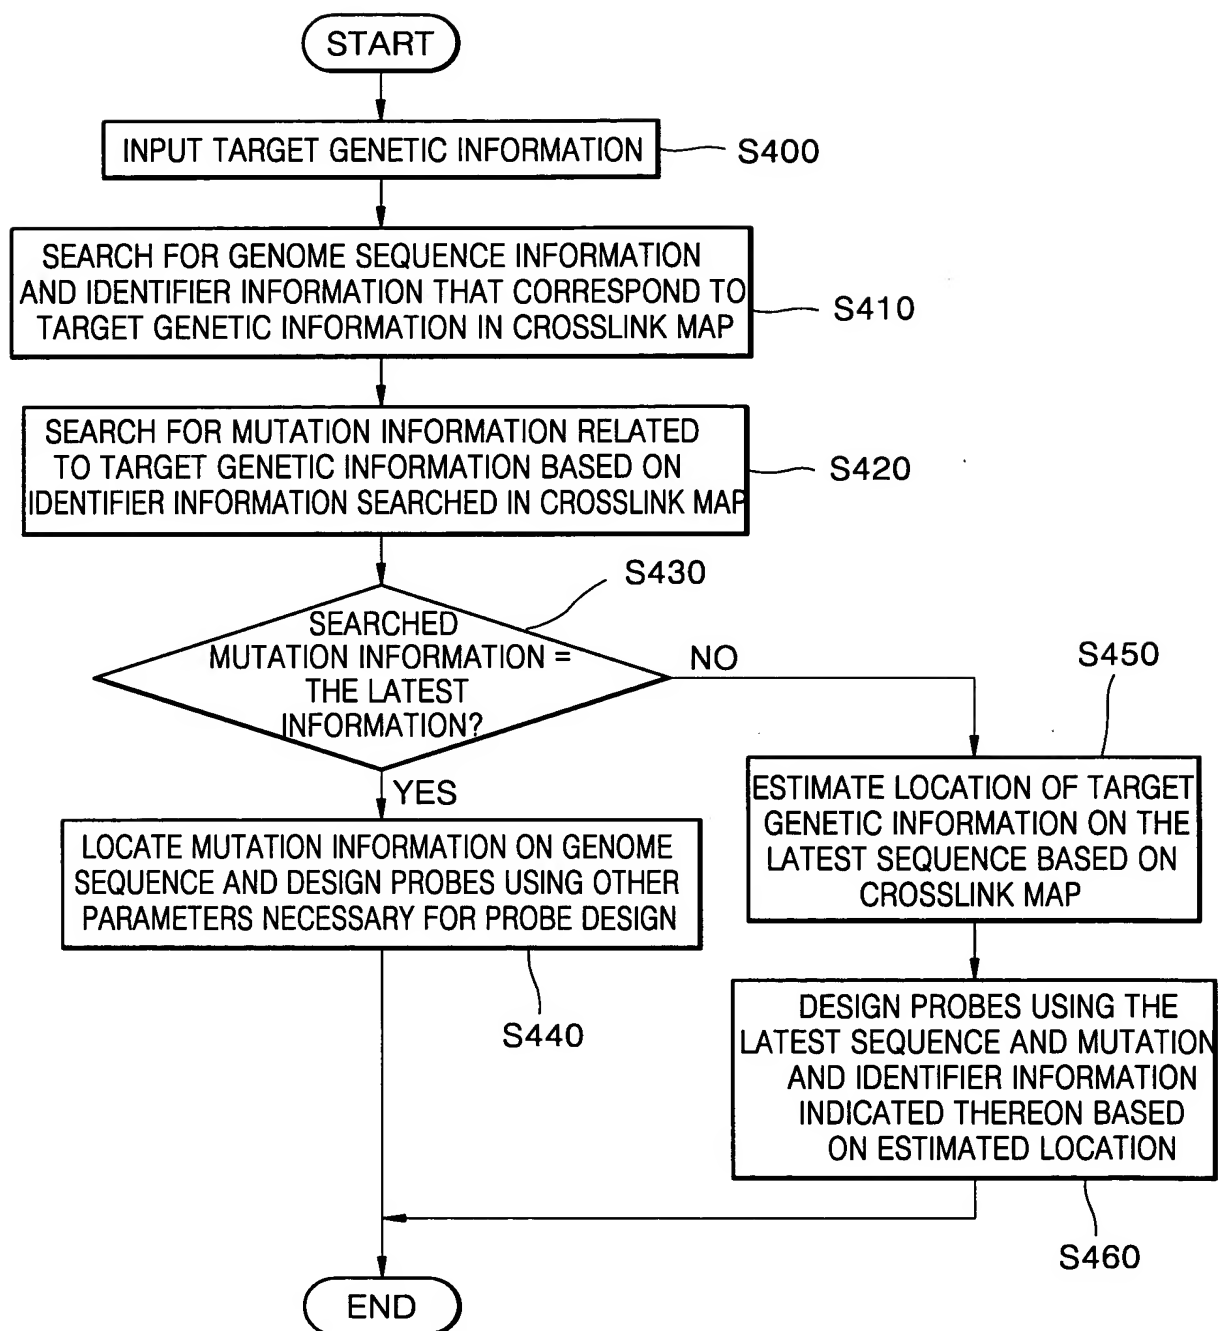 START
INPUT TARGET GENETIC INFORMATION
S400
SEARCH FOR GENOME SEQUENCE INFORMATION
AND IDENTIFIER INFORMATION THAT CORRESPOND TO
TARGET GENETIC INFORMATION IN CROSSLINK MAP
S410
SEARCH FOR MUTATION INFORMATION RELATED
TO TARGET GENETIC INFORMATION BASED ON
IDENTIFIER INFORMATION SEARCHED IN CROSSLINK MAP
S420
S430
SEARCHED
MUTATION INFORMATION =
THE LATEST
INFORMATION?
NO
YES
S450
LOCATE MUTATION INFORMATION ON GENOME
SEQUENCE AND DESIGN PROBES USING OTHER
PARAMETERS NECESSARY FOR PROBE DESIGN
S440
ESTIMATE LOCATION OF TARGET
GENETIC INFORMATION ON THE
LATEST SEQUENCE BASED ON
CROSSLINK MAP
DESIGN PROBES USING THE
LATEST SEQUENCE AND MUTATION
AND IDENTIFIER INFORMATION
INDICATED THEREON BASED
ON ESTIMATED LOCATION
S460
END